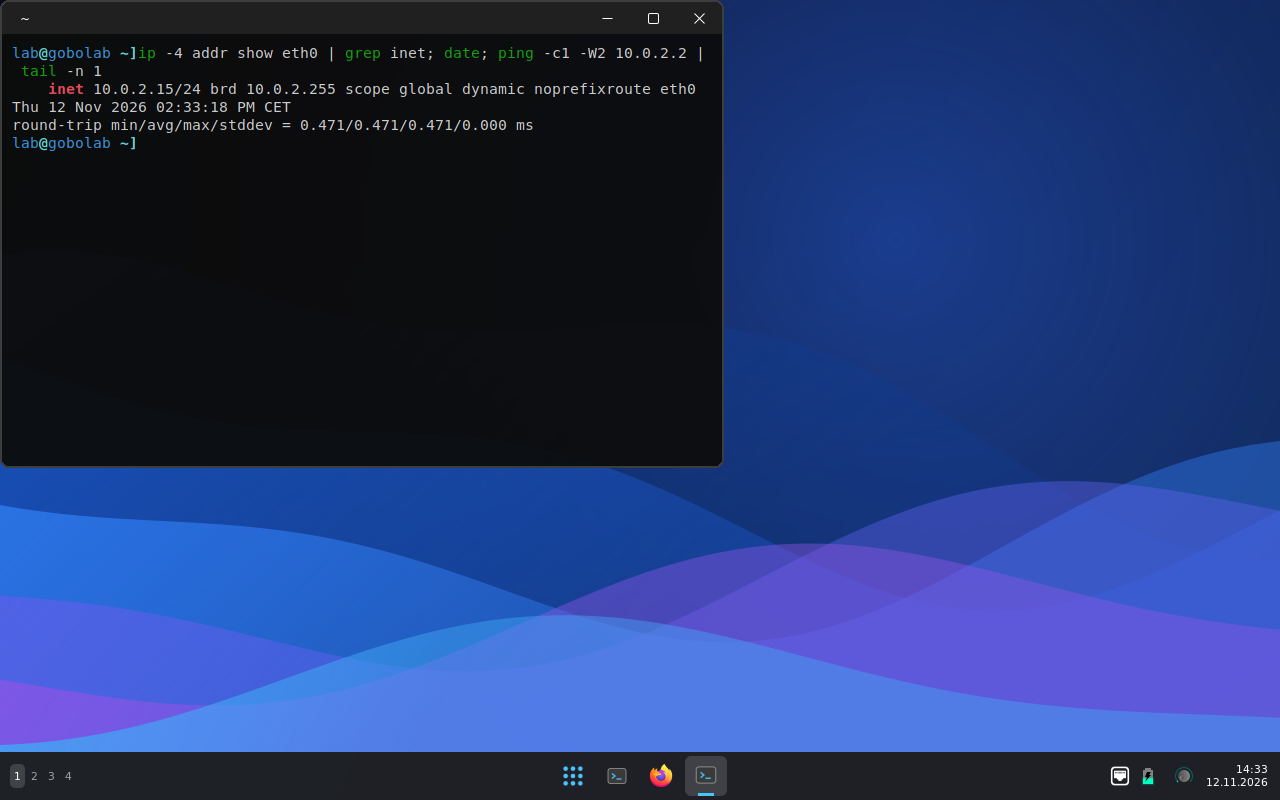 ~
lab@gobolab ~]ip -4 addr show eth0 | grep inet; date; ping -c1 -W2 10.0.2.2 |
 tail -n 1
    inet 10.0.2.15/24 brd 10.0.2.255 scope global dynamic noprefixroute eth0
Thu 12 Nov 2026 02:33:18 PM CET
round-trip min/avg/max/stddev = 0.471/0.471/0.471/0.000 ms
lab@gobolab ~]
1 2 3 4
14:33
12.11.2026